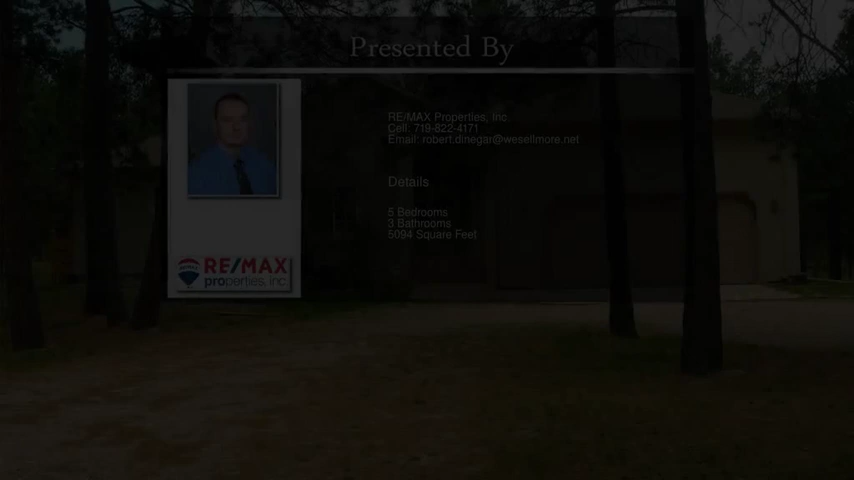 Presented By
RE/MAX Properties, Inc
Cell: 719-822-4171
Email: robert.dinegar@wesellmore.net
Details
5 Bedrooms
3 Bathrooms
5094 Square Feet
RE/MAX
properties, inc.